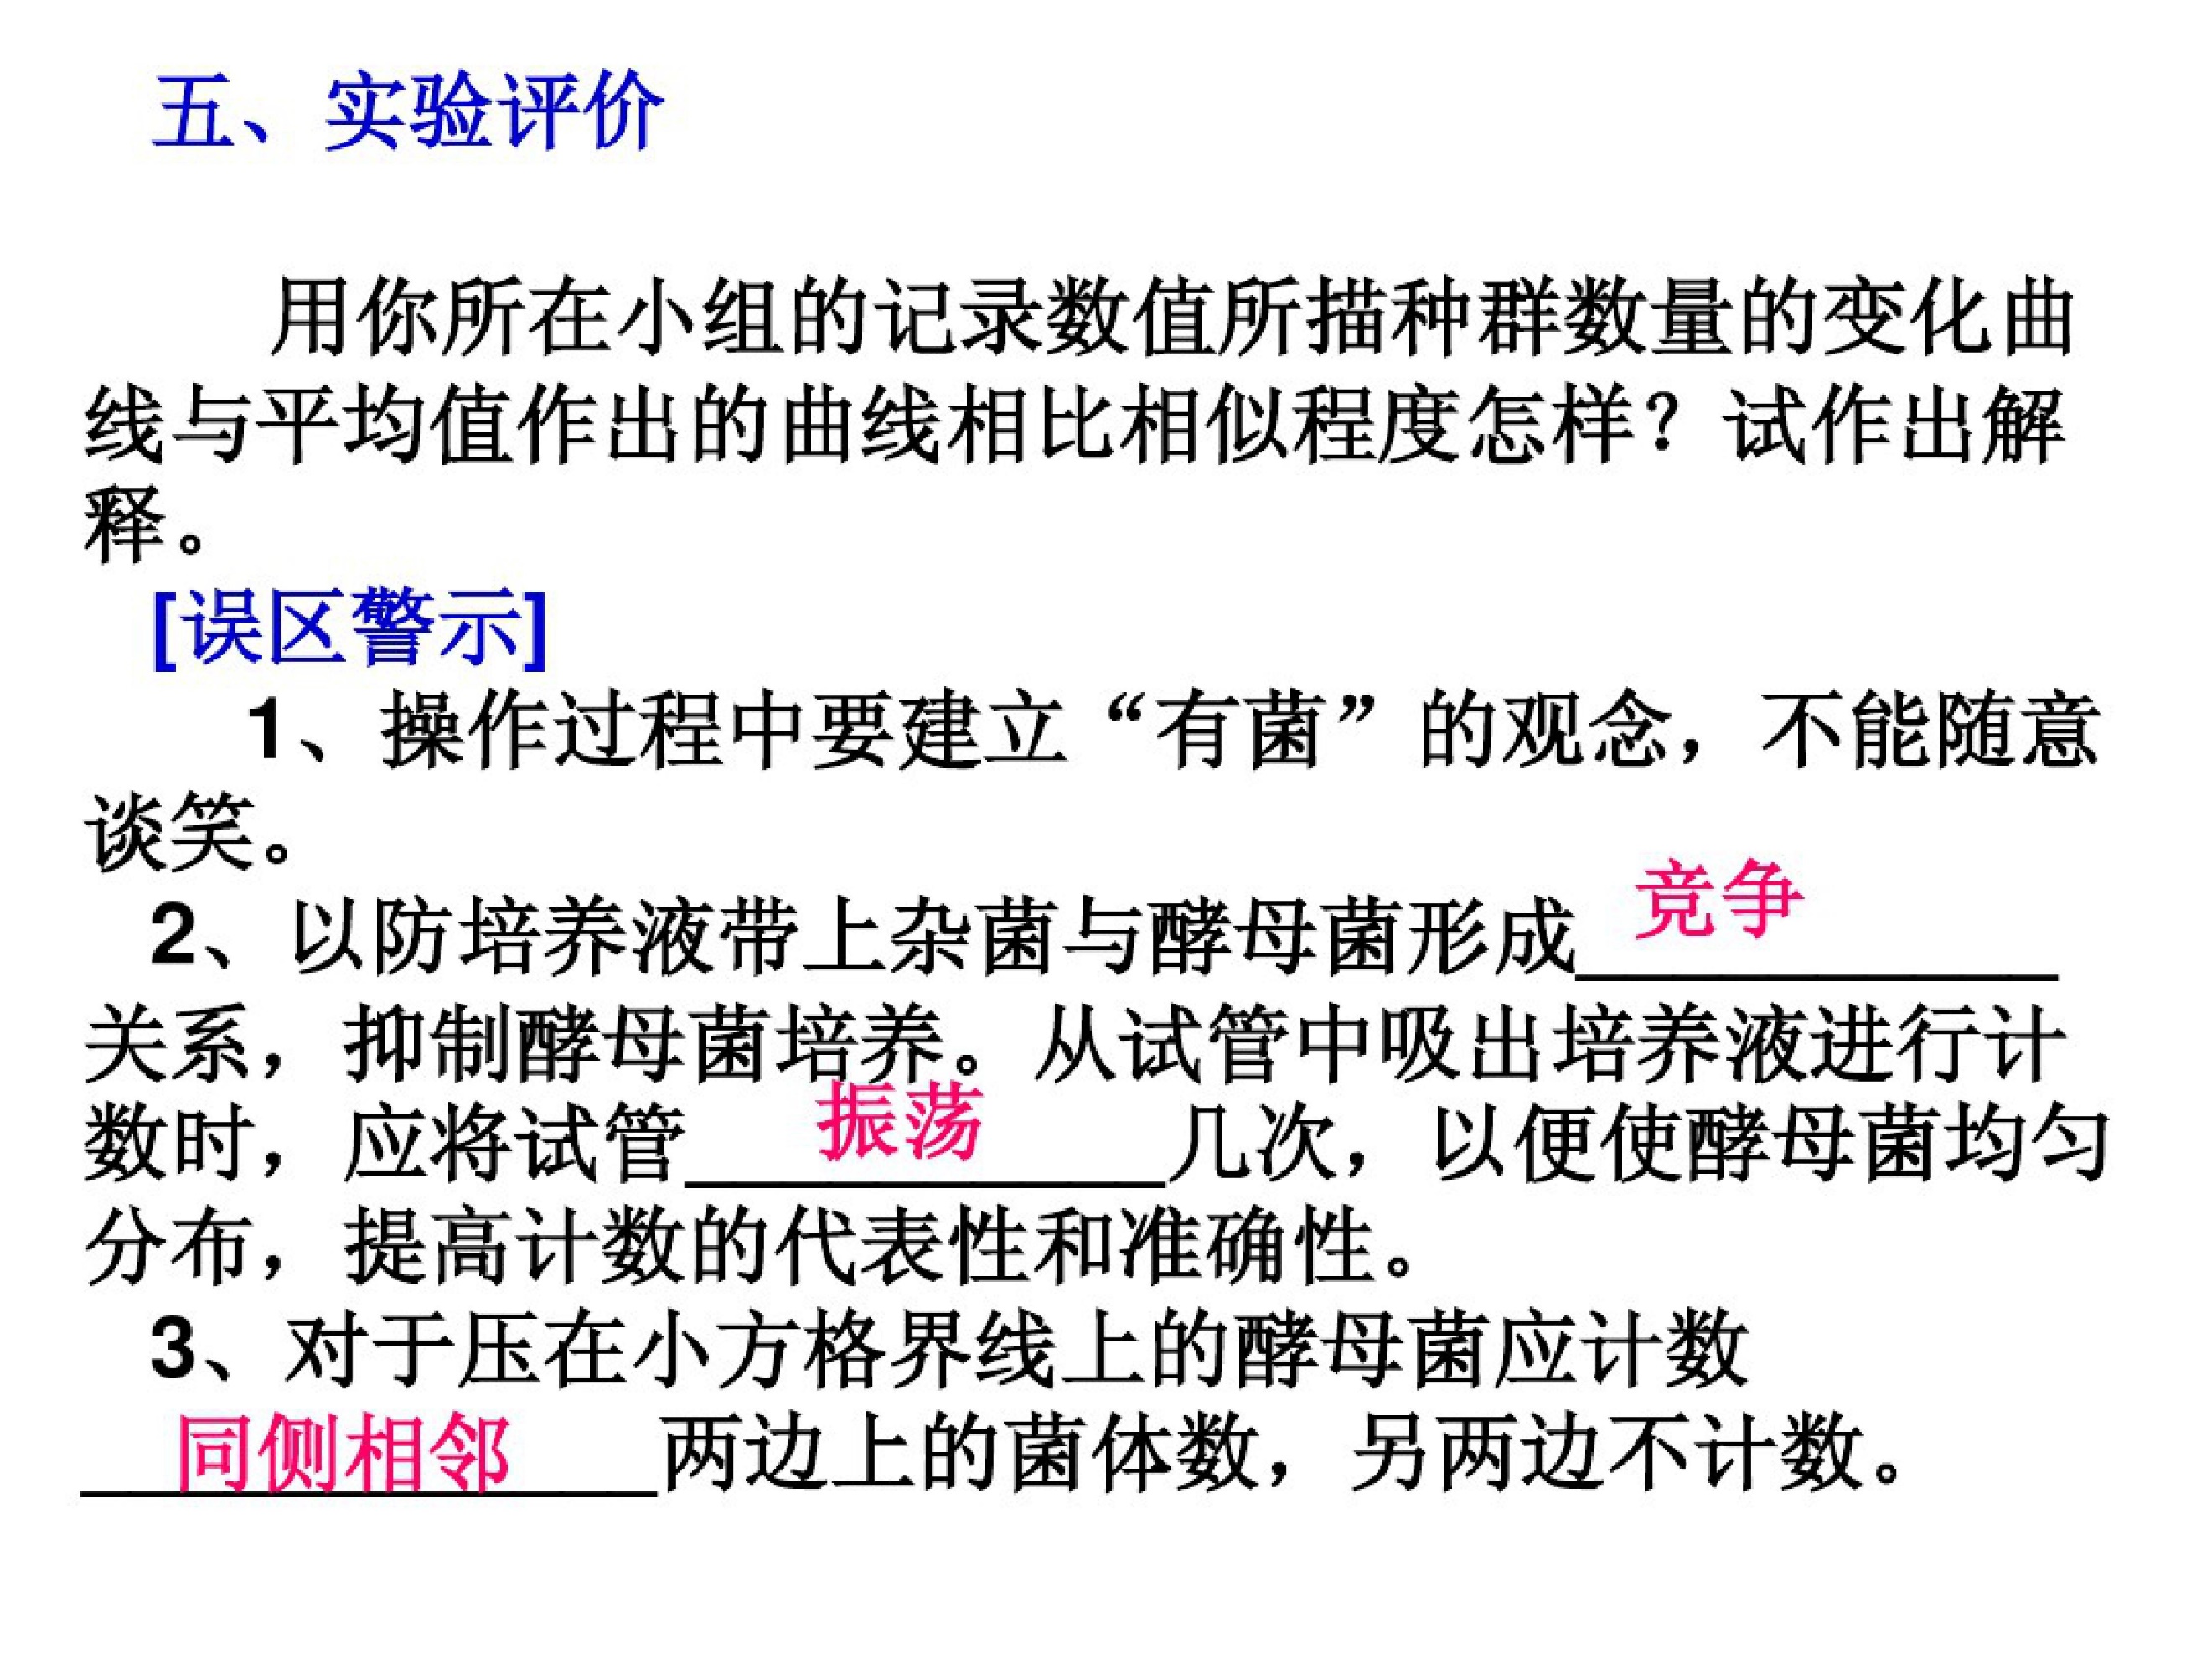 五、实验评价
用你所在小组的记录数值所描种群数量的变化曲
线与平均值作出的曲线相比相似程度怎样？试作出解
释。
[误区警示]
1、操作过程中要建立“有菌”的观念，不能随意
谈笑。
2、以防培养液带上杂菌与酵母菌形成竞争
关系，抑制酵母菌培养。从试管中吸出培养液进行计
数时，应将试管振荡几次，以便使酵母菌均匀
分布，提高计数的代表性和准确性。
3、对于压在小方格界线上的酵母菌应计数
同侧相邻两边上的菌体数，另两边不计数。